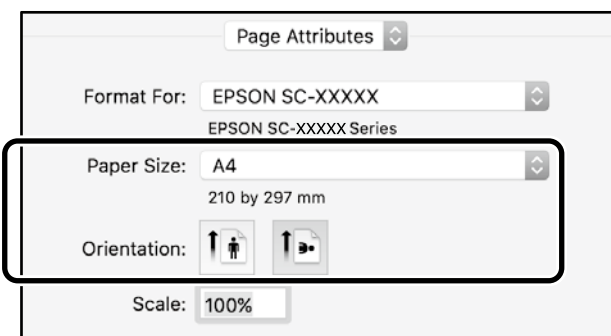 Page Attributes
Format For: EPSON SC-XXXXX
EPSON SC-XXXXX Series
Paper Size: A4
210 by 297 mm
Orientation:
Scale: 100%